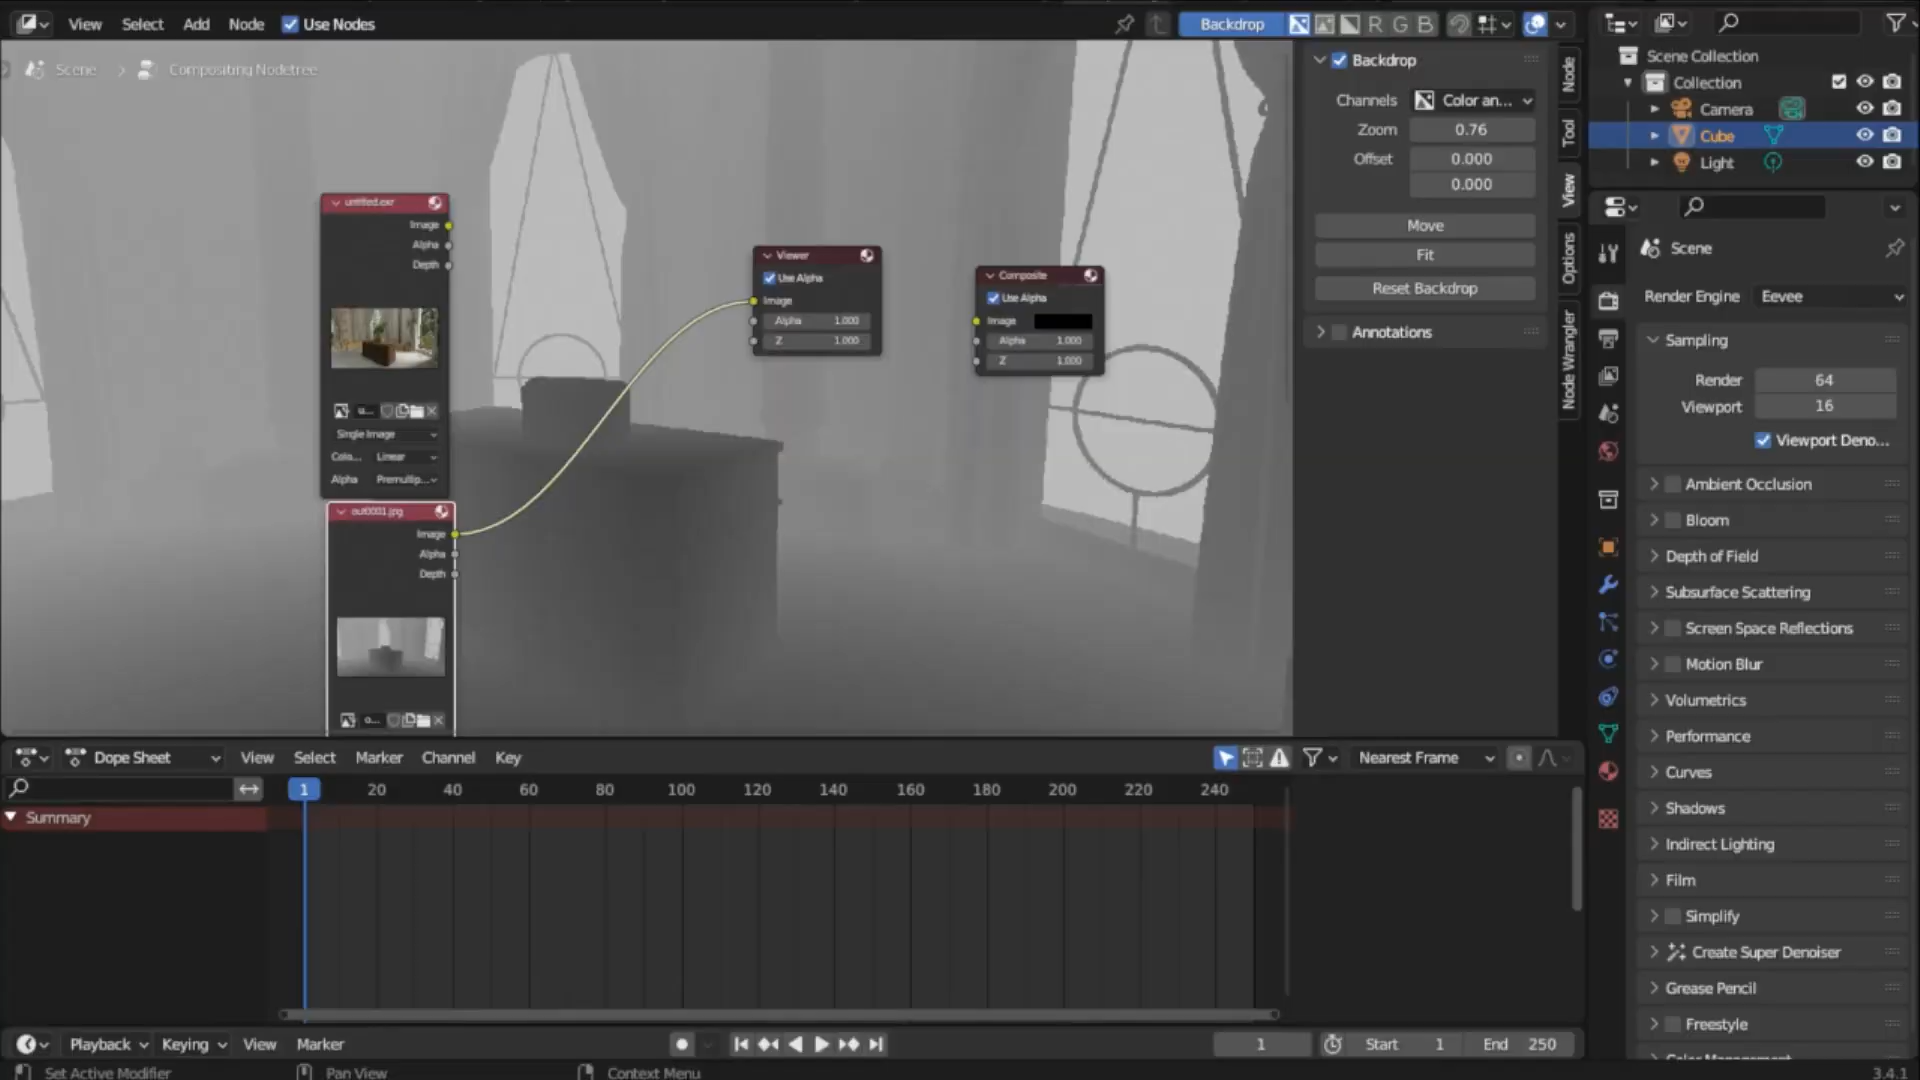 View Select Add Node Use Nodes Backdrop R G B
Scene Compositing Nodetree
Backdrop
Channels Color an...
Zoom 0.76
Offset 0.000
0.000
Move
Fit
Reset Backdrop
Annotations
Node
Tool
View
Options
Node Wrangler
untitled.exr
Image
Alpha
Depth
u...
Single Image
Colo... Linear
Alpha Premultip...
out0001.jpg
Image
Alpha
Depth
o...
Viewer
Use Alpha
Image
Alpha 1.000
Z 1.000
Composite
Use Alpha
Image
Alpha 1.000
Z 1.000
Scene Collection
Collection
Camera
Cube
Light
Scene
Render Engine Eevee
Sampling
Render 64
Viewport 16
Viewport Deno...
Ambient Occlusion
Bloom
Depth of Field
Subsurface Scattering
Screen Space Reflections
Motion Blur
Volumetrics
Performance
Curves
Shadows
Indirect Lighting
Film
Simplify
Create Super Denoiser
Grease Pencil
Freestyle
Color Management
Dope Sheet View Select Marker Channel Key Nearest Frame
1 20 40 60 80 100 120 140 160 180 200 220 240
Summary
Playback Keying View Marker 1 Start 1 End 250
Set Active Modifier Pan View Context Menu 3.4.1